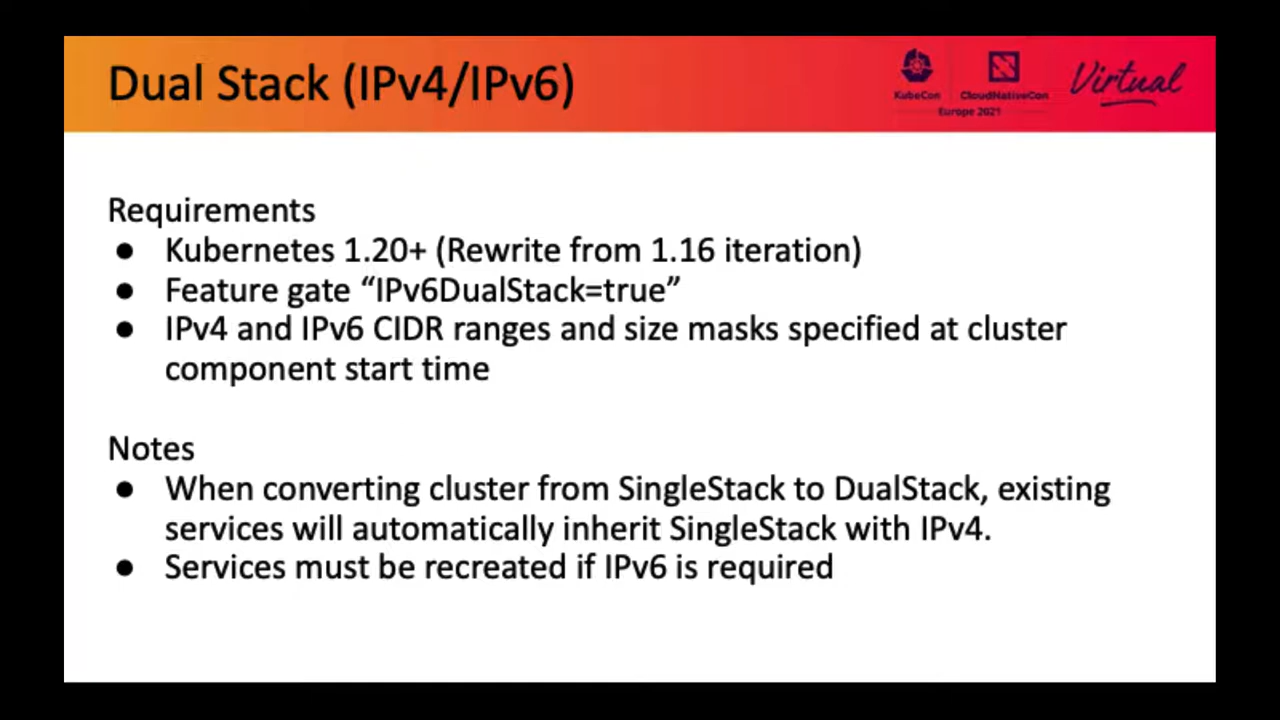 Dual Stack (IPv4/IPv6)
KubeCon
CloudNativeCon
Europe 2021
Virtual
Requirements
● Kubernetes 1.20+ (Rewrite from 1.16 iteration)
● Feature gate “IPv6DualStack=true”
● IPv4 and IPv6 CIDR ranges and size masks specified at cluster
component start time
Notes
● When converting cluster from SingleStack to DualStack, existing
services will automatically inherit SingleStack with IPv4.
● Services must be recreated if IPv6 is required